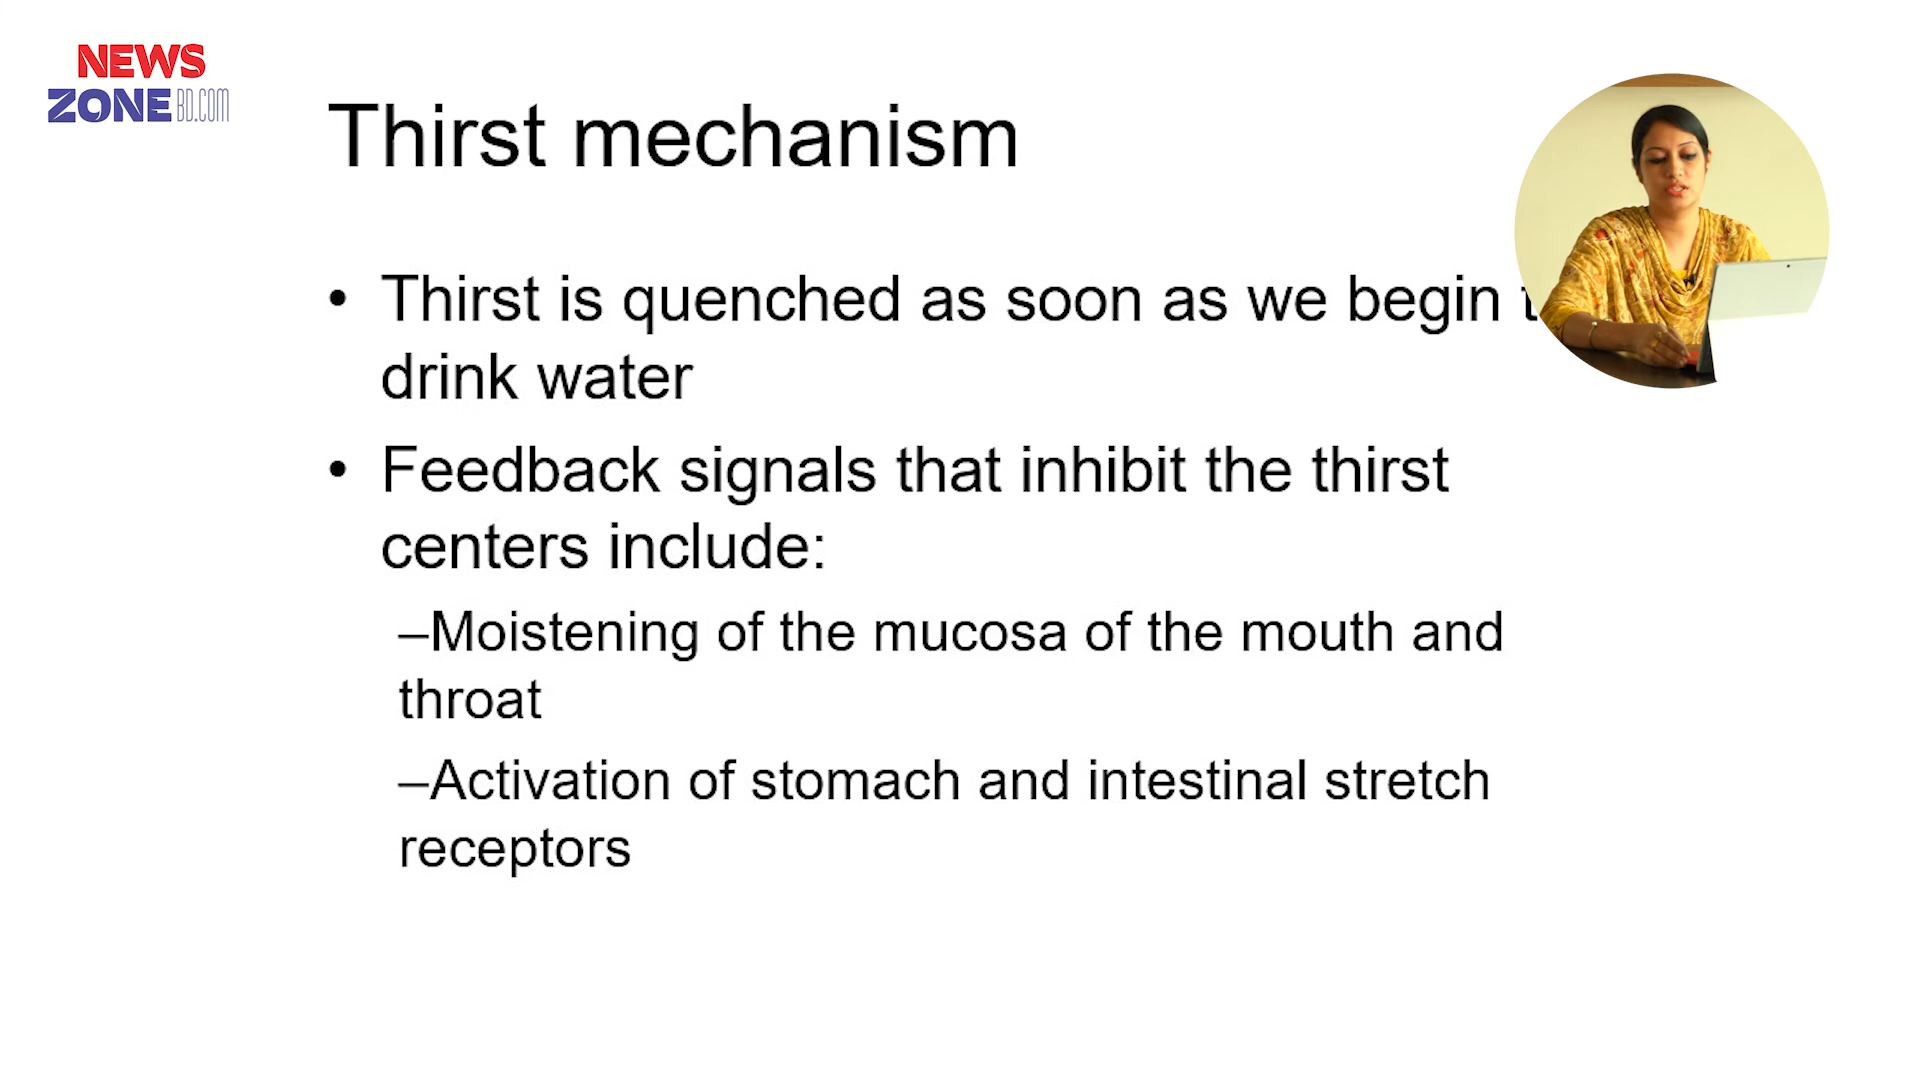 NEWS
ZONE BD.COM
Thirst mechanism
• Thirst is quenched as soon as we begin
drink water
• Feedback signals that inhibit the thirst
centers include:
–Moistening of the mucosa of the mouth and
throat
–Activation of stomach and intestinal stretch
receptors